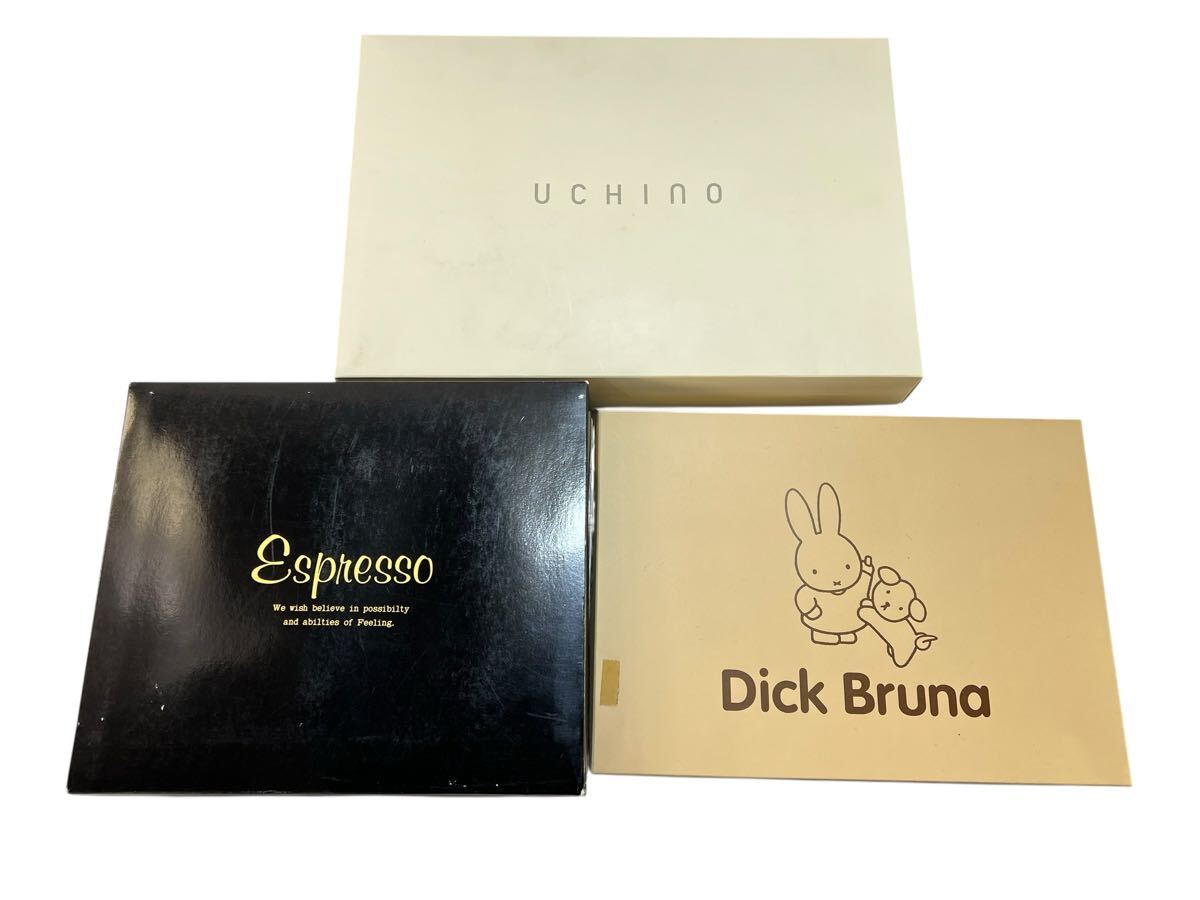 UCHINO
Espresso
We wish believe in possibilty
and abilties of Feeling.
Dick Bruna